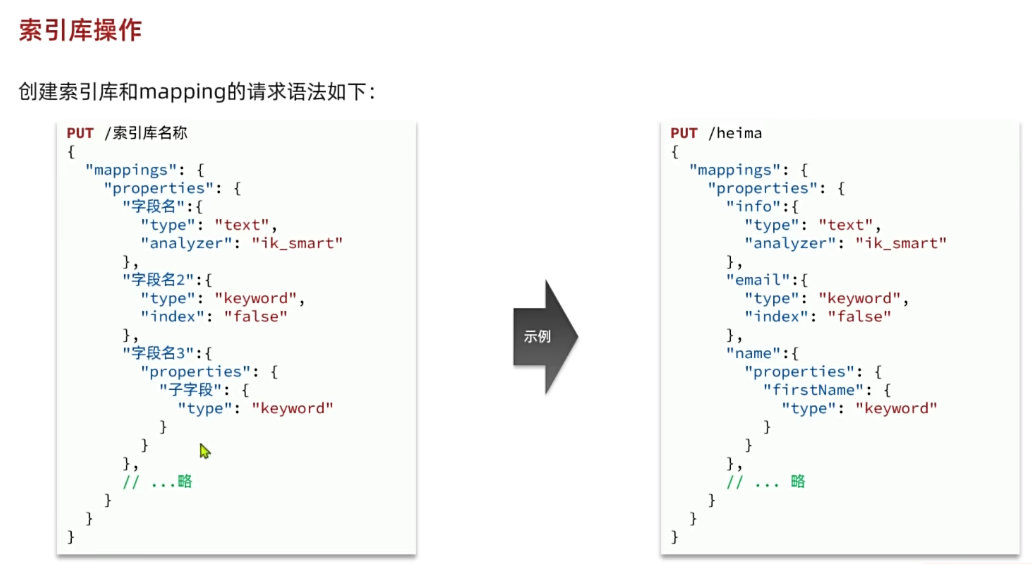 索引库操作
创建索引库和mapping的请求语法如下：
PUT /索引库名称
{
  "mappings": {
    "properties": {
      "字段名":{
        "type": "text",
        "analyzer": "ik_smart"
      },
      "字段名2":{
        "type": "keyword",
        "index": "false"
      },
      "字段名3":{
        "properties": {
          "子字段": {
            "type": "keyword"
          }
        }
      },
      // ...略
    }
  }
}
示例
PUT /heima
{
  "mappings": {
    "properties": {
      "info":{
        "type": "text",
        "analyzer": "ik_smart"
      },
      "email":{
        "type": "keyword",
        "index": "false"
      },
      "name":{
        "properties": {
          "firstName": {
            "type": "keyword"
          }
        }
      },
      // ... 略
    }
  }
}